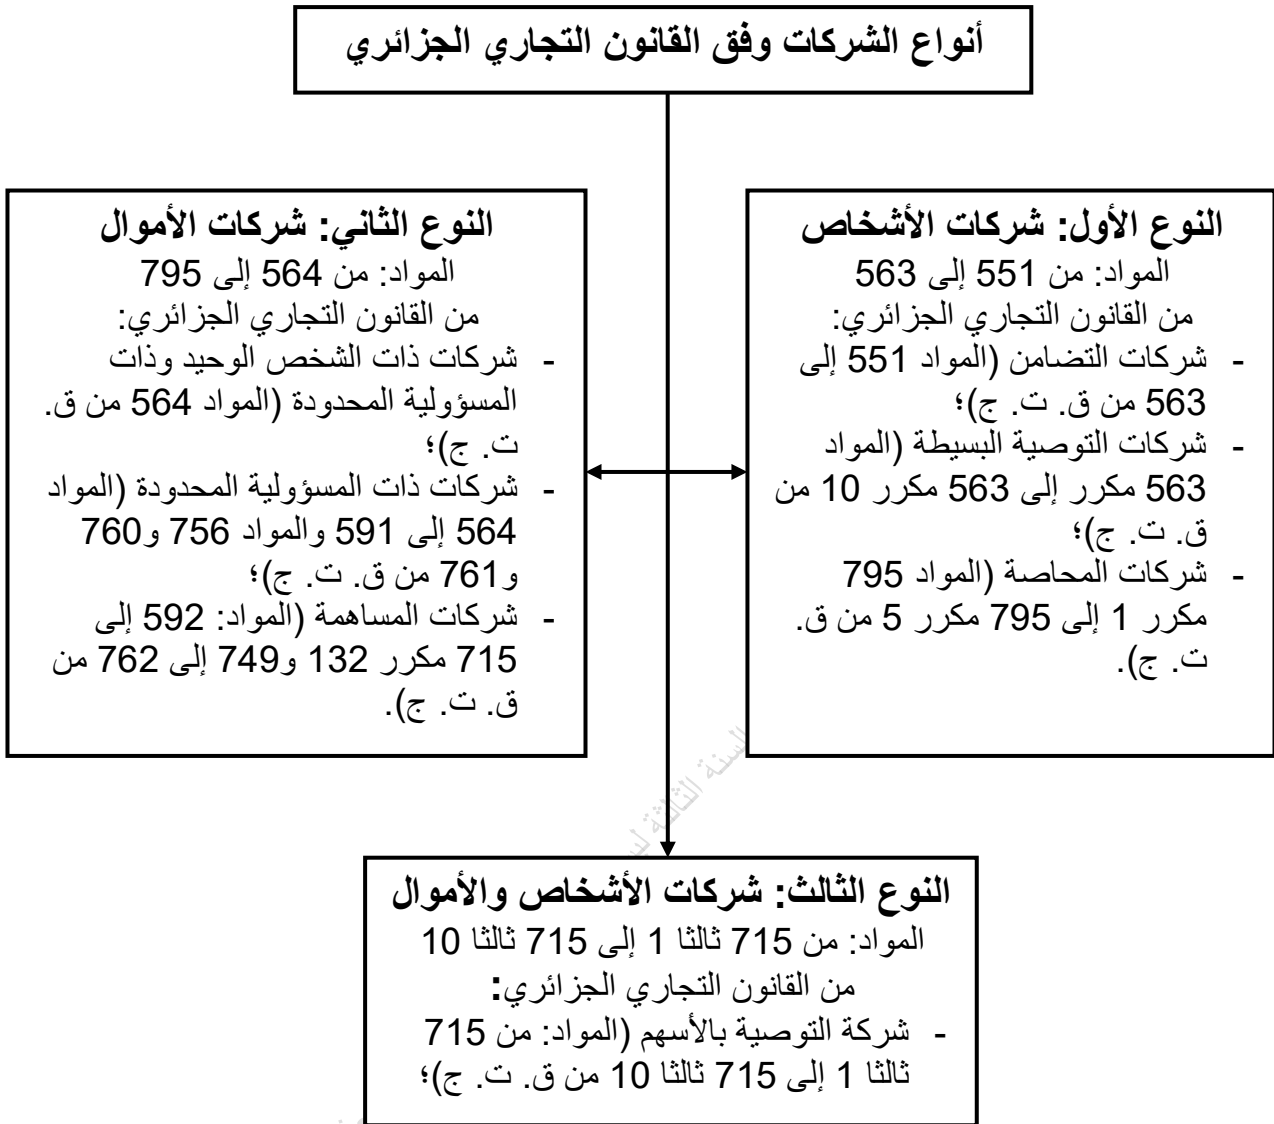 أنواع الشركات وفق القانون التجاري الجزائري
النوع الأول: شركات الأشخاص
المواد: من 551 إلى 563
من القانون التجاري الجزائري:
- شركات التضامن (المواد 551 إلى
563 من ق. ت. ج)؛
- شركات التوصية البسيطة (المواد
563 مكرر إلى 563 مكرر 10 من
ق. ت. ج)؛
- شركات المحاصة (المواد 795
مكرر 1 إلى 795 مكرر 5 من ق.
ت. ج).
النوع الثاني: شركات الأموال
المواد: من 564 إلى 795
من القانون التجاري الجزائري:
- شركات ذات الشخص الوحيد وذات
المسؤولية المحدودة (المواد 564 من ق.
ت. ج)؛
- شركات ذات المسؤولية المحدودة (المواد
564 إلى 591 والمواد 756 و760
و761 من ق. ت. ج)؛
- شركات المساهمة (المواد: 592 إلى
715 مكرر 132 و749 إلى 762 من
ق. ت. ج).
السنة الثالثة
النوع الثالث: شركات الأشخاص والأموال
المواد: من 715 ثالثا 1 إلى 715 ثالثا 10
من القانون التجاري الجزائري:
- شركة التوصية بالأسهم (المواد: من 715
ثالثا 1 إلى 715 ثالثا 10 من ق. ت. ج)؛